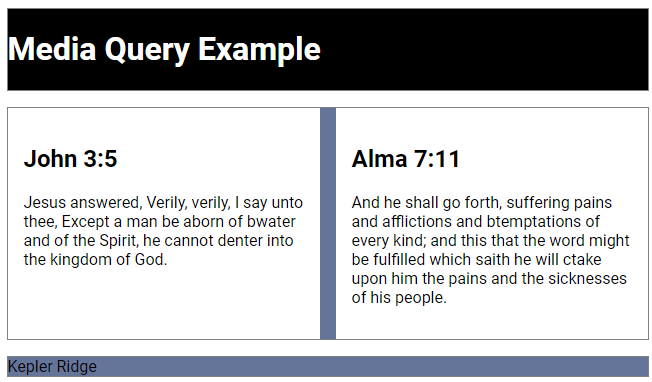 Media Query Example
John 3:5
Jesus answered, Verily, verily, I say unto
thee, Except a man be aborn of bwater
and of the Spirit, he cannot denter into
the kingdom of God.
Alma 7:11
And he shall go forth, suffering pains
and afflictions and btemptations of
every kind; and this that the word might
be fulfilled which saith he will ctake
upon him the pains and the sicknesses
of his people.
Kepler Ridge